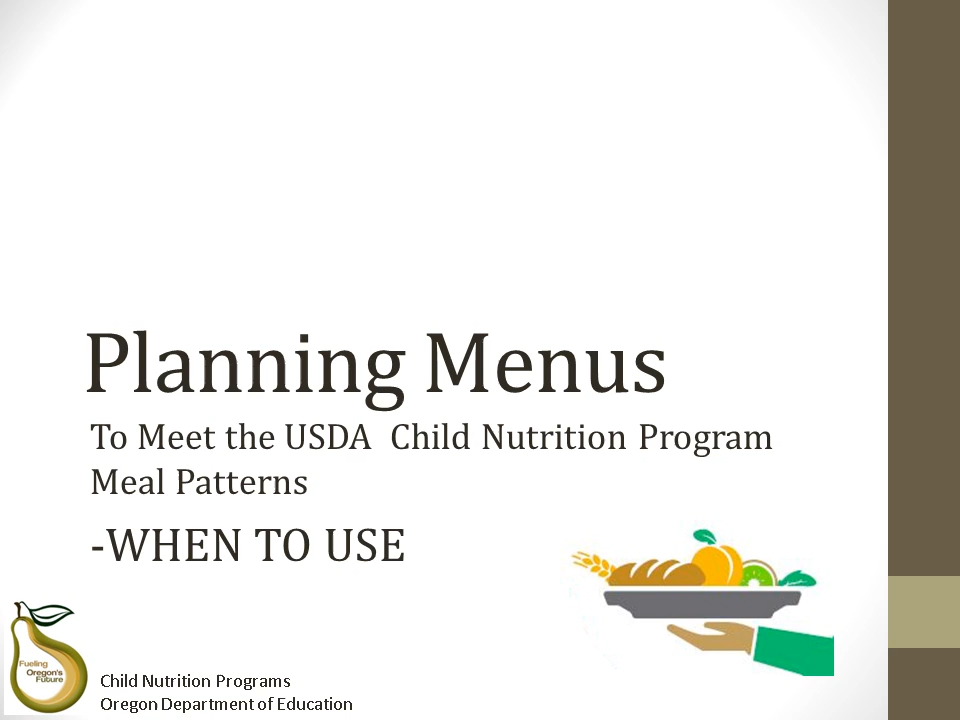 Planning Menus
To Meet the USDA  Child Nutrition Program
Meal Patterns
-WHEN TO USE
Fueling
Oregon's
Future
Child Nutrition Programs
Oregon Department of Education